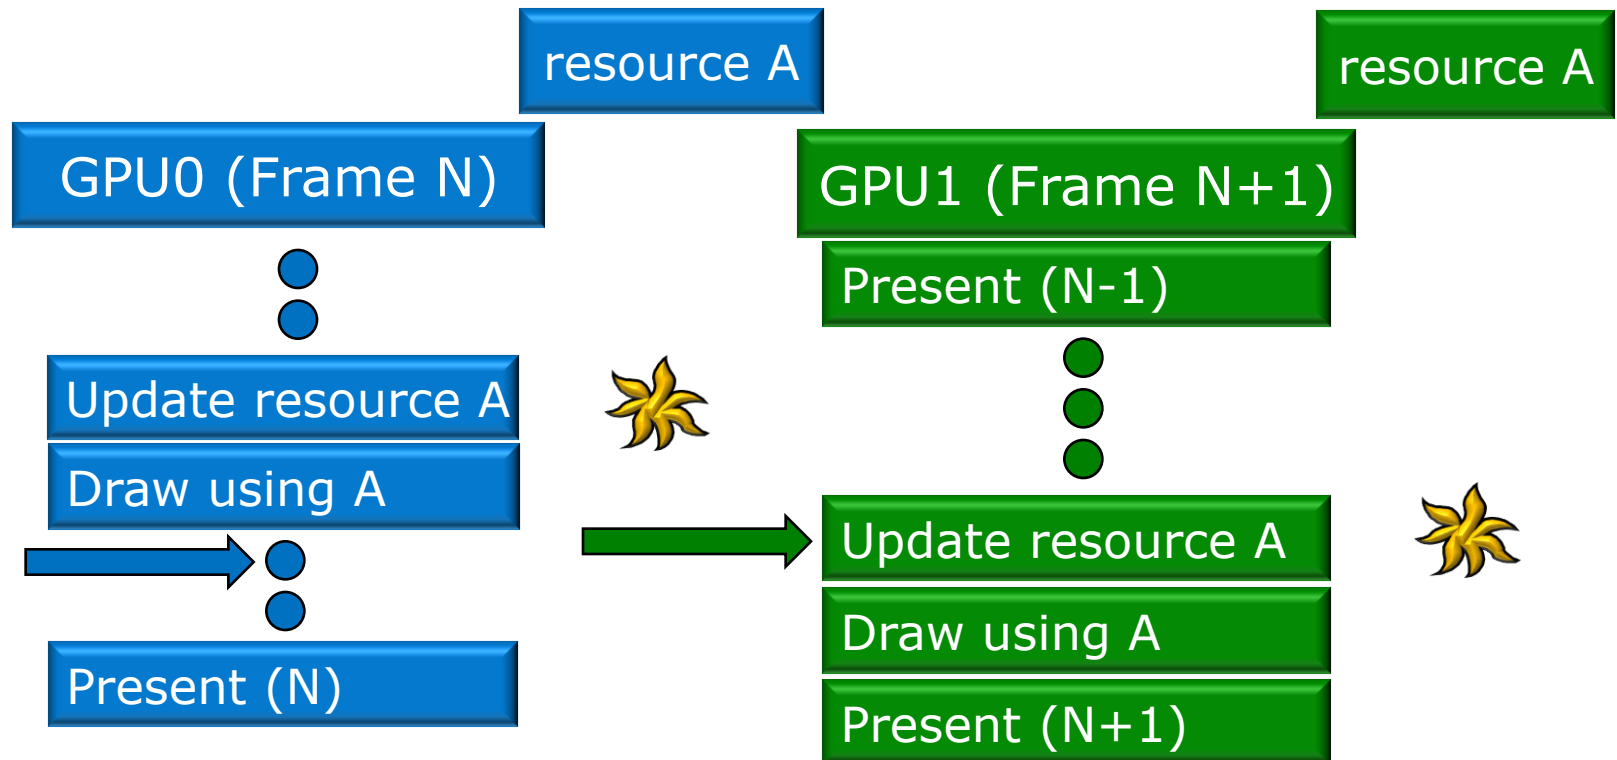 resource A
GPU0 (Frame N)
Update resource A
Draw using A
Present (N)
resource A
GPU1 (Frame N+1)
Present (N-1)
Update resource A
Draw using A
Present (N+1)